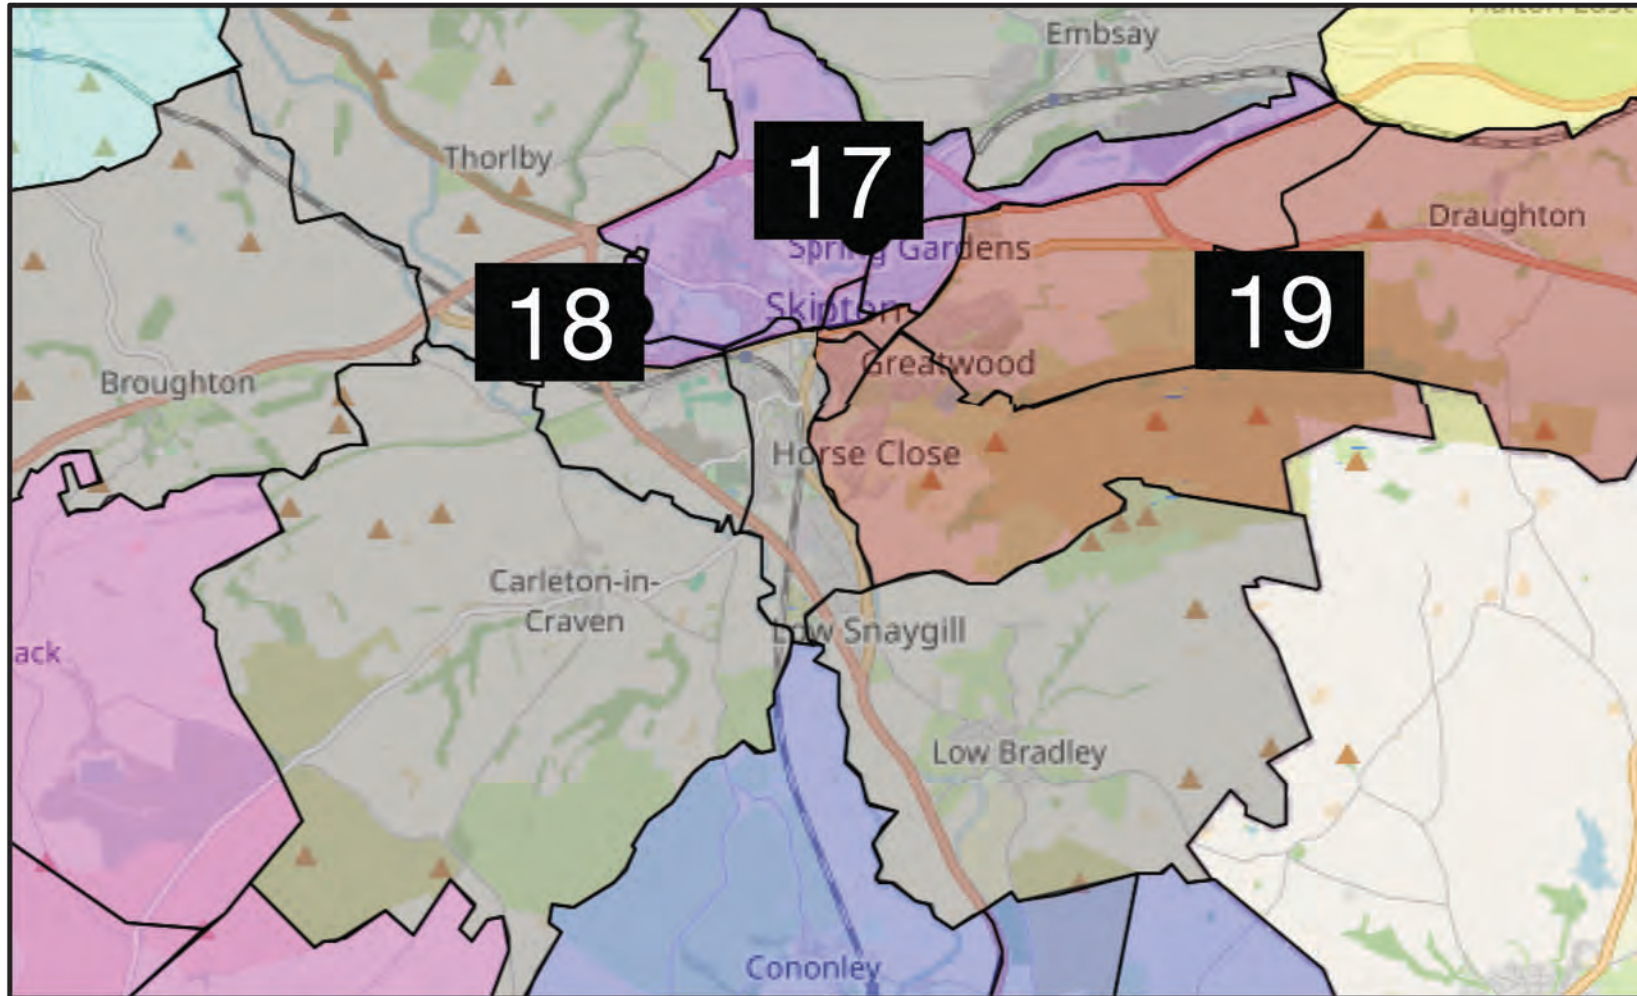 Embsay
Thorlby
17
Draughton
Spring Gardens
18
Skipton
19
Greatwood
Broughton
Horse Close
Carleton-in-
Craven
Low Snaygill
ack
Low Bradley
Cononley